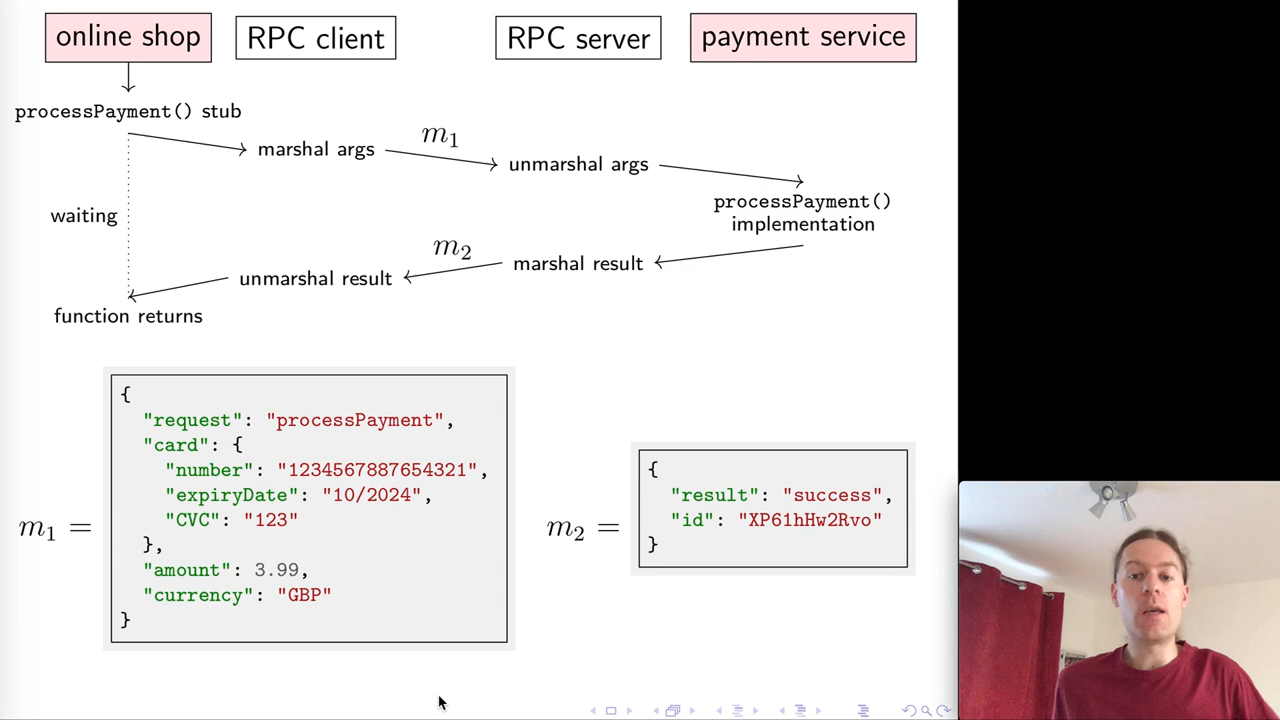 online shop
RPC client
RPC server
payment service
processPayment() stub
marshal args
m1
unmarshal args
processPayment()
implementation
waiting
m2
marshal result
unmarshal result
function returns
m1 =
{
"request": "processPayment",
"card": {
"number": "1234567887654321",
"expiryDate": "10/2024",
"CVC": "123"
},
"amount": 3.99,
"currency": "GBP"
}
m2 =
{
"result": "success",
"id": "XP61hHw2Rvo"
}